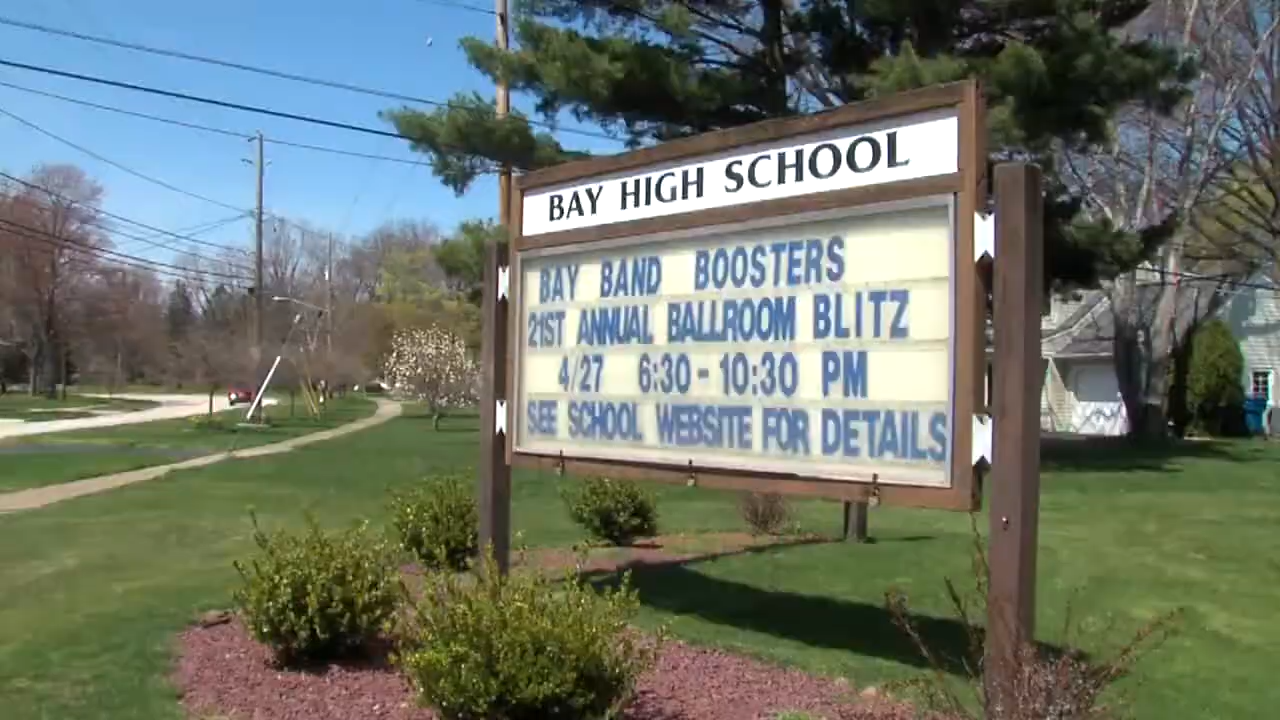 BAY HIGH SCHOOL
BAY BAND BOOSTERS
21ST ANNUAL BALLROOM BLITZ
4/27 6:30-10:30 PM
SEE SCHOOL WEBSITE FOR DETAILS